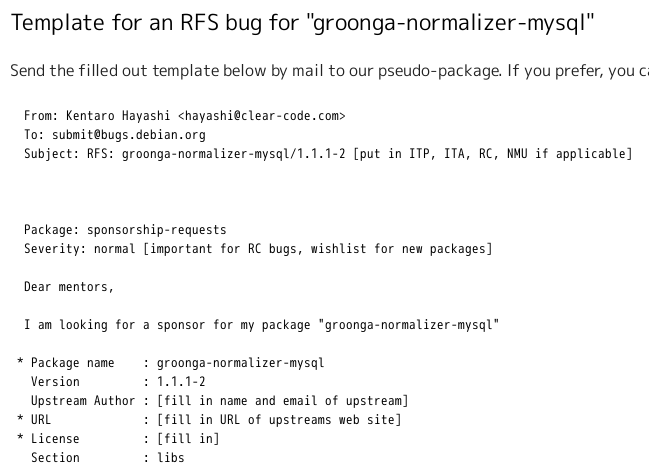 Template for an RFS bug for "groonga-normalizer-mysql"
Send the filled out template below by mail to our pseudo-package. If you prefer, you
From: Kentaro Hayashi <hayashi@clear-code.com>
To: submit@bugs.debian.org
Subject: RFS: groonga-normalizer-mysql/1.1.1-2 [put in ITP, ITA, RC, NMU if applicable]
Package: sponsorship-requests
Severity: normal [important for RC bugs, wishlist for new packages]
Dear mentors,
I am looking for a sponsor for my package "groonga-normalizer-mysql"
* Package name : groonga-normalizer-mysql
Version : 1.1.1-2
Upstream Author : [fill in name and email of upstream]
* URL : [fill in URL of upstreams web site]
* License : [fill in]
Section : libs